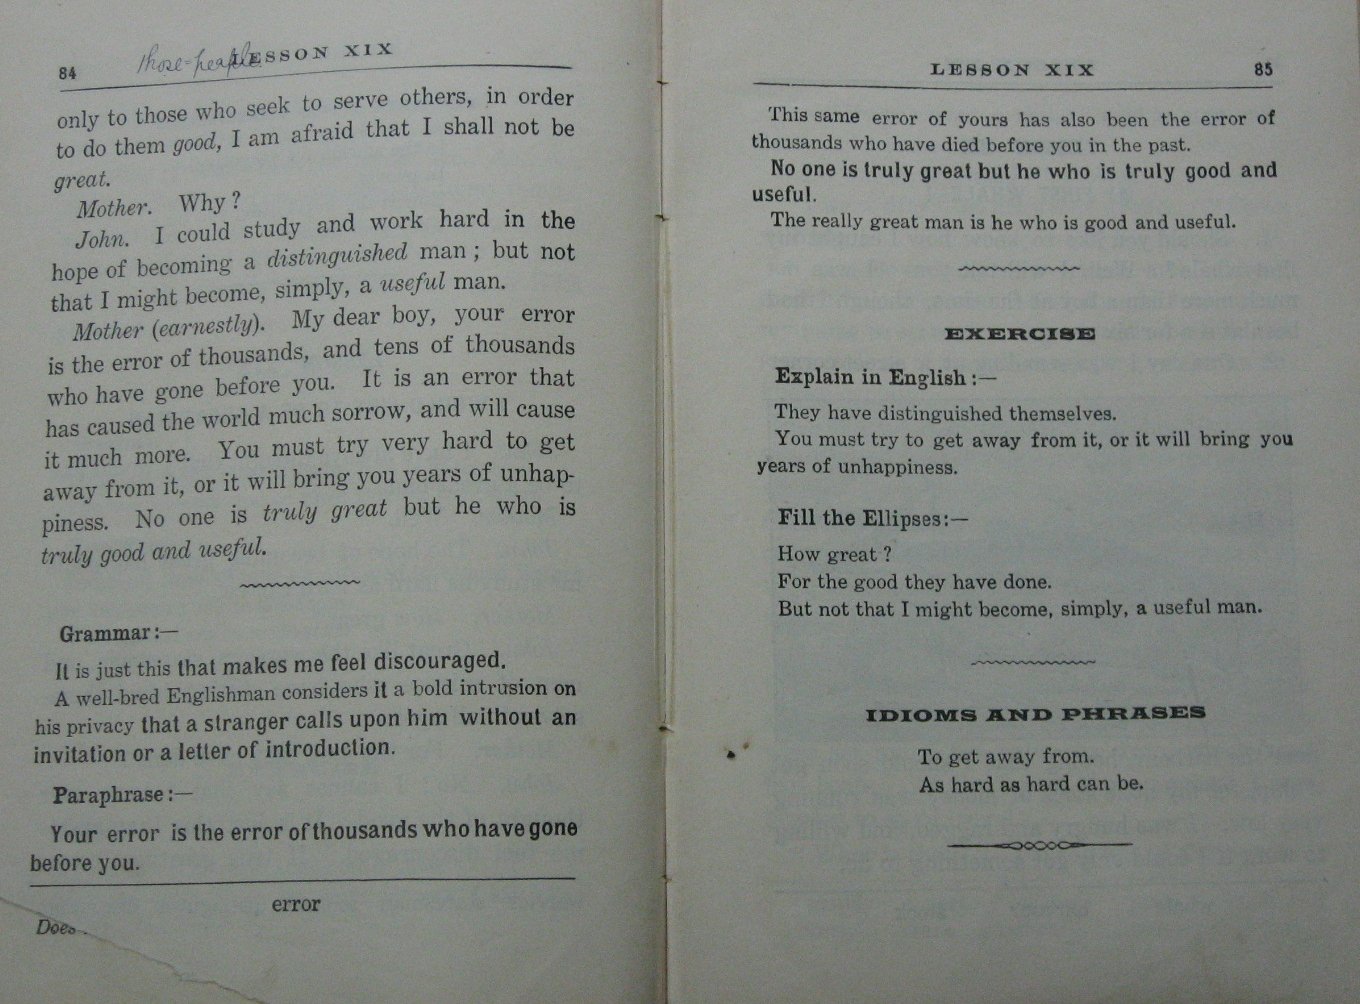 84 those=people LESSON XIX
only to those who seek to serve others, in order
to do them good, I am afraid that I shall not be
great.
Mother. Why ?
John. I could study and work hard in the
hope of becoming a distinguished man ; but not
that I might become, simply, a useful man.
Mother (earnestly). My dear boy, your error
is the error of thousands, and tens of thousands
who have gone before you. It is an error that
has caused the world much sorrow, and will cause
it much more. You must try very hard to get
away from it, or it will bring you years of unhap-
piness. No one is truly great but he who is
truly good and useful.
Grammar :—
It is just this that makes me feel discouraged.
A well-bred Englishman considers it a bold intrusion on
his privacy that a stranger calls upon him without an
invitation or a letter of introduction.
Paraphrase :—
Your error is the error of thousands who have gone
before you.
error
Does
LESSON XIX 85
This same error of yours has also been the error of
thousands who have died before you in the past.
No one is truly great but he who is truly good and
useful.
The really great man is he who is good and useful.
EXERCISE
Explain in English :—
They have distinguished themselves.
You must try to get away from it, or it will bring you
years of unhappiness.
Fill the Ellipses:—
How great ?
For the good they have done.
But not that I might become, simply, a useful man.
IDIOMS AND PHRASES
To get away from.
As hard as hard can be.